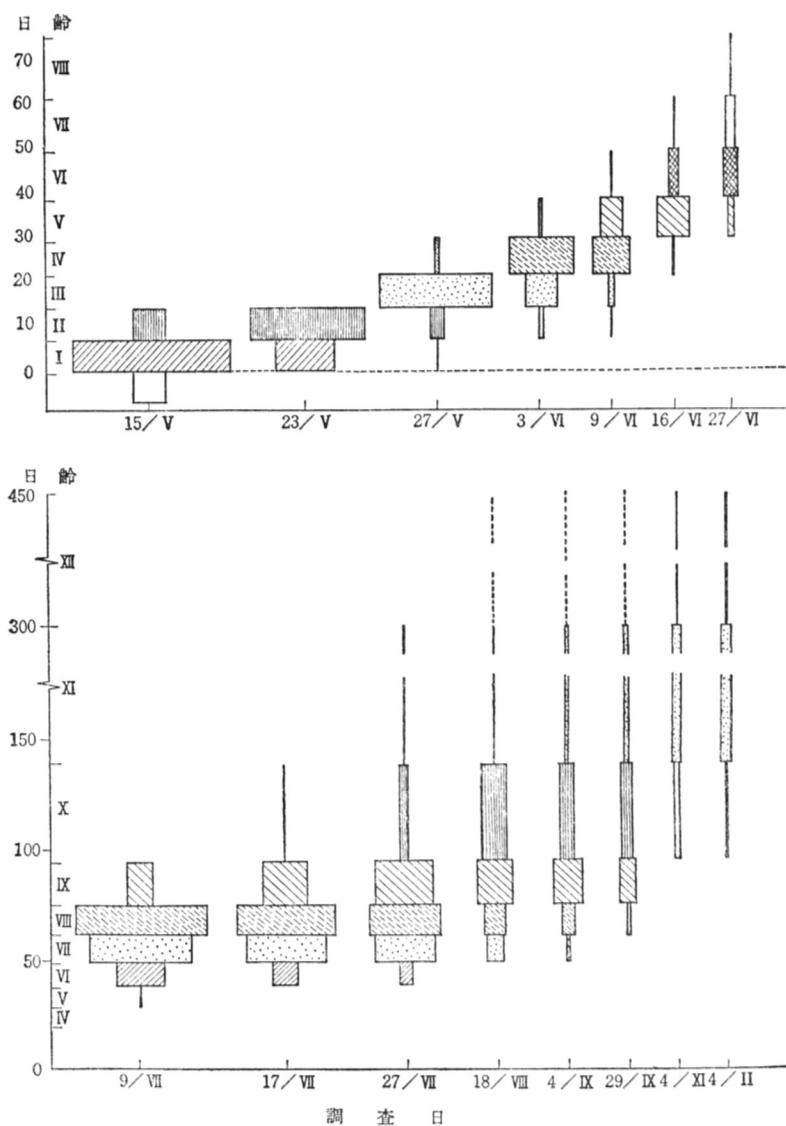 日 齢
70
VIII
60
VII
50
VI
40
V
30
IV
20
III
10
II
I
0
15/V 23/V 27/V 3/VI 9/VI 16/VI 27/VI
日 齢
450
XII
300
XI
150
X
100
IX
VIII
VII
50
VI
V
IV
0
9/VII 17/VII 27/VII 18/VIII 4/IX 29/IX 4/XI 4/II
調 査 日